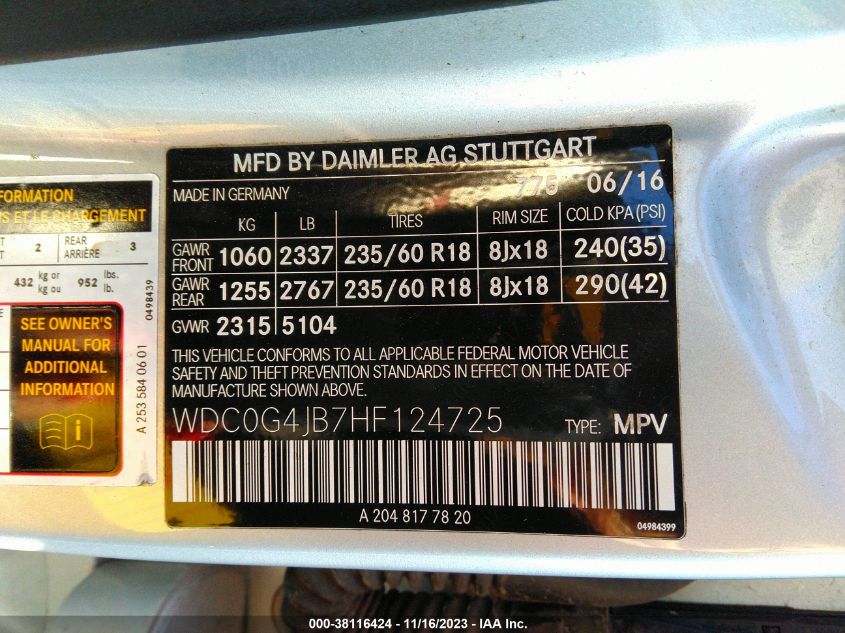 MFD BY DAIMLER AG STUTTGART
MADE IN GERMANY 775 06/16
KG LB TIRES RIM SIZE COLD KPA (PSI)
GAWR FRONT 1060 2337 235/60 R18 8Jx18 240(35)
GAWR REAR 1255 2767 235/60 R18 8Jx18 290(42)
GVWR 2315 5104
THIS VEHICLE CONFORMS TO ALL APPLICABLE FEDERAL MOTOR VEHICLE
SAFETY AND THEFT PREVENTION STANDARDS IN EFFECT ON THE DATE OF
MANUFACTURE SHOWN ABOVE.
WDC0G4JB7HF124725 TYPE: MPV
A 204 817 78 20
04984399
ET LE CHARGEMENT
2 REAR ARRIÈRE 3
432 kg or kg ou 952 lbs. lb.
SEE OWNER'S
MANUAL FOR
ADDITIONAL
INFORMATION
0498439
A 253 584 06 01
000-38116424 - 11/16/2023 - IAA Inc.